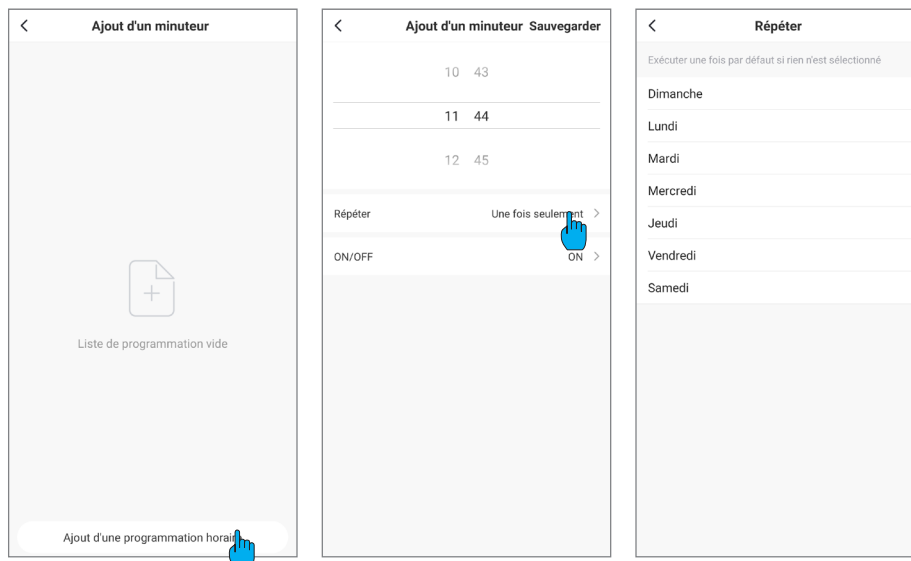 Ajout d'un minuteur
Liste de programmation vide
Ajout d'une programmation horaire
Ajout d'un minuteur Sauvegarder
10 43
11 44
12 45
Répéter Une fois seulement
ON/OFF ON
Répéter
Exécuter une fois par défaut si rien n'est sélectionné
Dimanche
Lundi
Mardi
Mercredi
Jeudi
Vendredi
Samedi